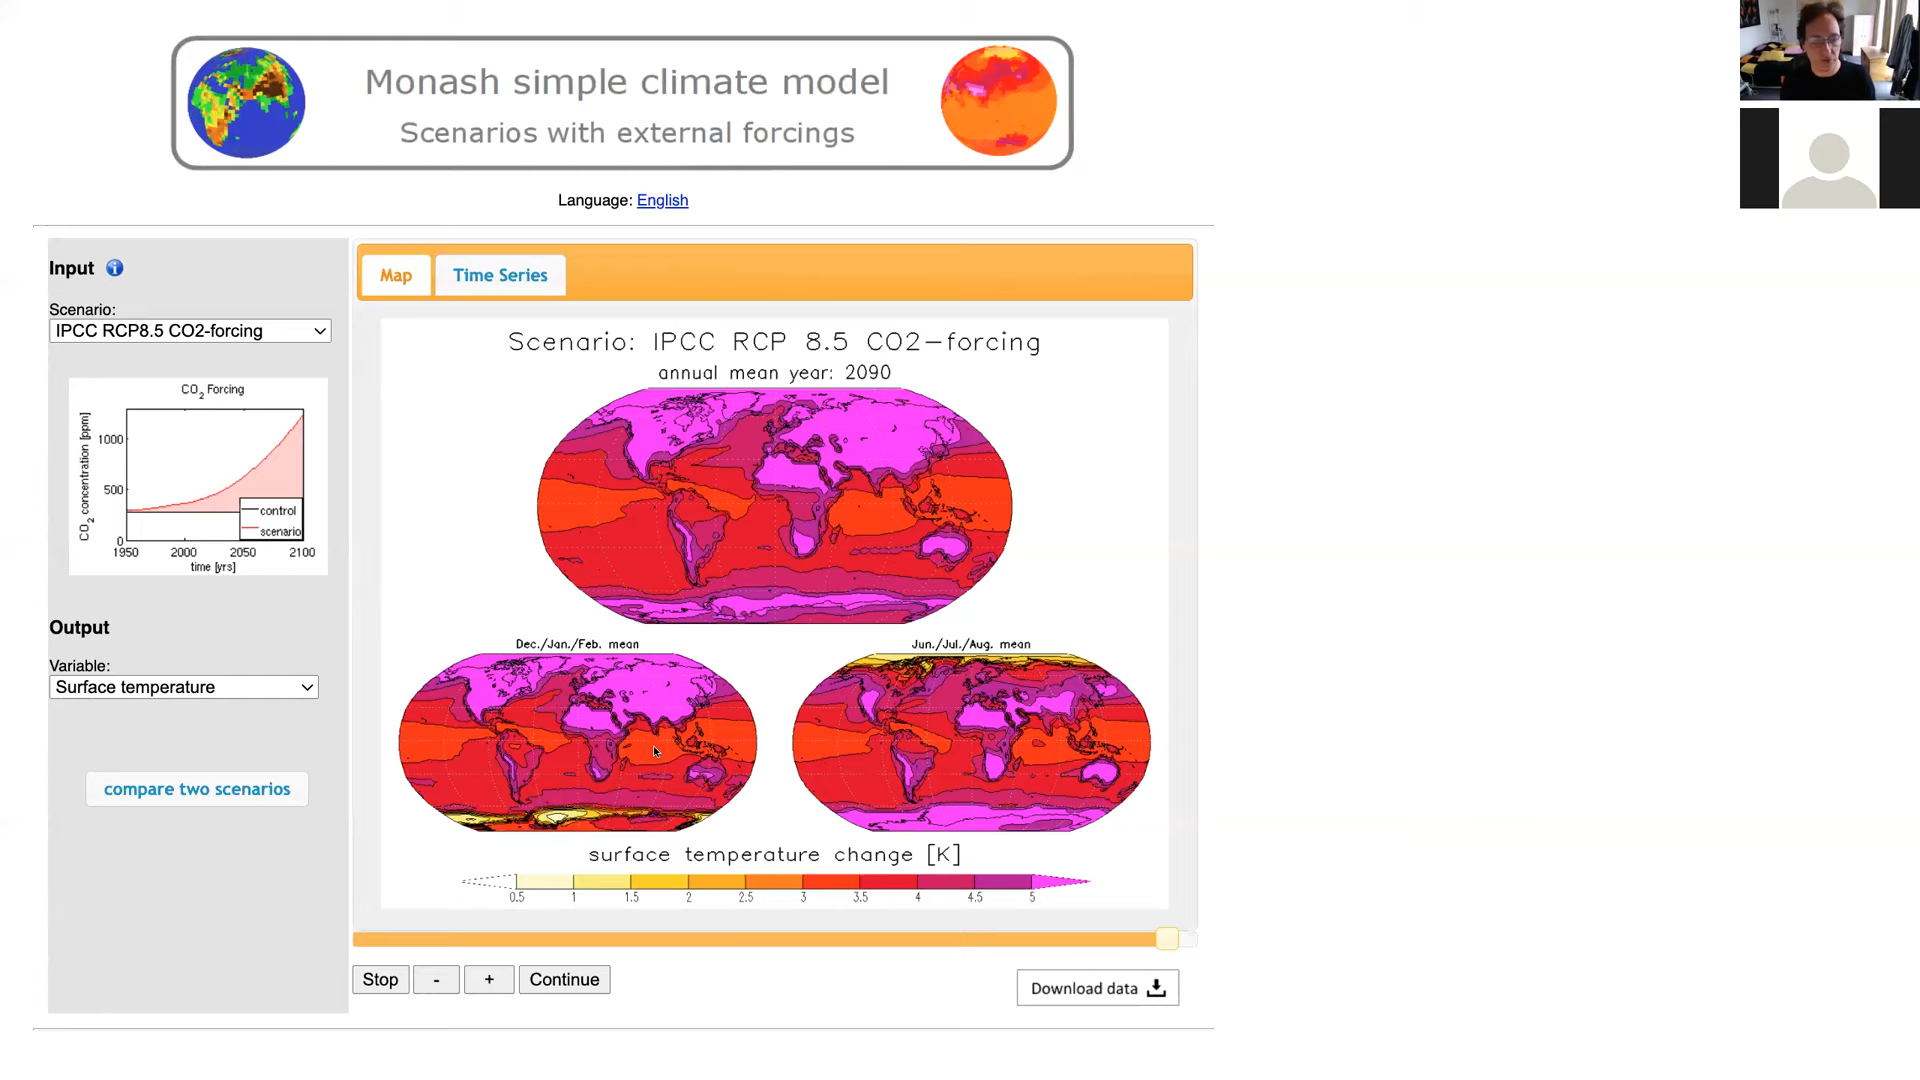 Monash simple climate model
Scenarios with external forcings
Language: English
Input
Scenario:
IPCC RCP8.5 CO2-forcing
CO2 Forcing
CO2 concentration [ppm]
1000
500
0
control
scenario
1950 2000 2050 2100
time [yrs]
Output
Variable:
Surface temperature
compare two scenarios
Map Time Series
Scenario: IPCC RCP 8.5 CO2-forcing
annual mean year: 2090
Dec./Jan./Feb. mean
Jun./Jul./Aug. mean
surface temperature change [K]
0.5 1 1.5 2 2.5 3 3.5 4 4.5 5
Stop - + Continue
Download data